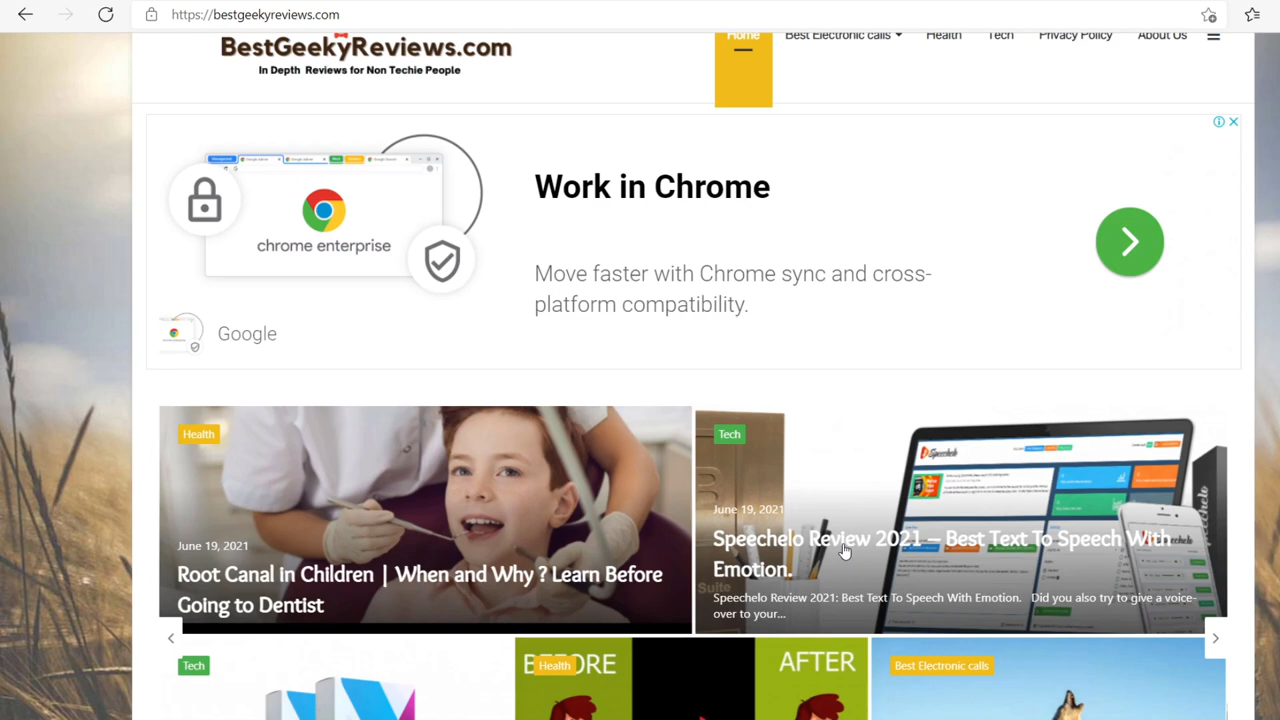 https://bestgeekyreviews.com
BestGeekyReviews.com
In Depth Reviews for Non Techie People
Home
Best Electronic calls
Health
Tech
Privacy Policy
About Us
chrome enterprise
Work in Chrome
Move faster with Chrome sync and cross-
platform compatibility.
Google
Health
June 19, 2021
Root Canal in Children | When and Why ? Learn Before
Going to Dentist
Tech
Speechelo
June 19, 2021
Speechelo Review 2021 – Best Text To Speech With
Emotion.
Suite
Speechelo Review 2021: Best Text To Speech With Emotion. Did you also try to give a voice-
over to your...
Tech
BEFORE
Health
AFTER
Best Electronic calls